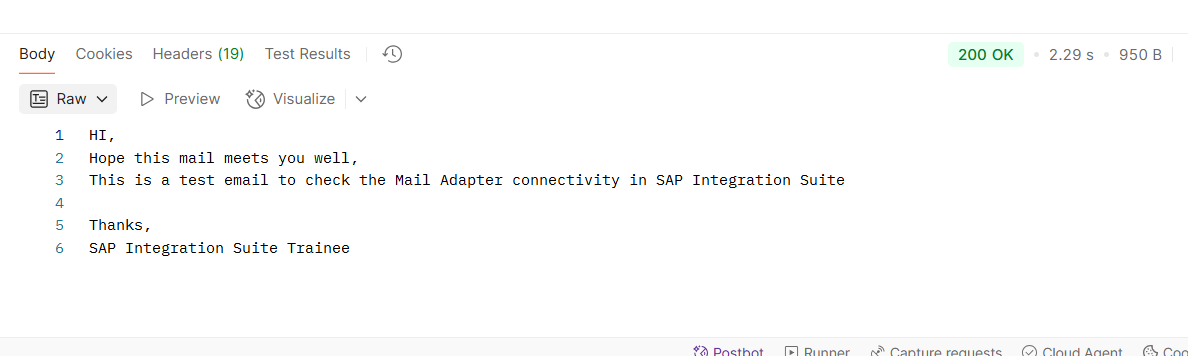 Body Cookies Headers (19) Test Results 200 OK 2.29 s 950 B
Raw Preview Visualize
1 HI,
2 Hope this mail meets you well,
3 This is a test email to check the Mail Adapter connectivity in SAP Integration Suite
4
5 Thanks,
6 SAP Integration Suite Trainee
Postbot Runner Capture requests Cloud Agent